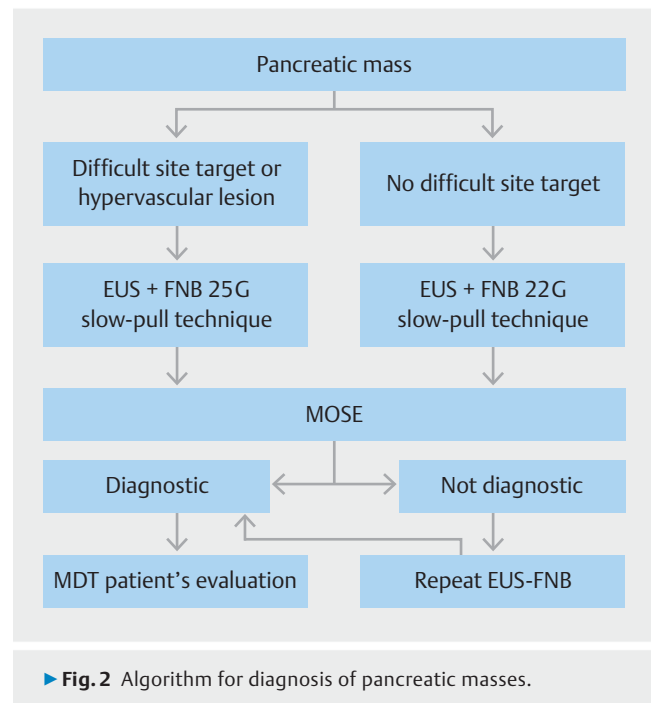 Pancreatic mass
Difficult site target or
hypervascular lesion
No difficult site target
EUS + FNB 25G
slow-pull technique
EUS + FNB 22G
slow-pull technique
MOSE
Diagnostic
Not diagnostic
MDT patient's evaluation
Repeat EUS-FNB
▶ Fig. 2 Algorithm for diagnosis of pancreatic masses.